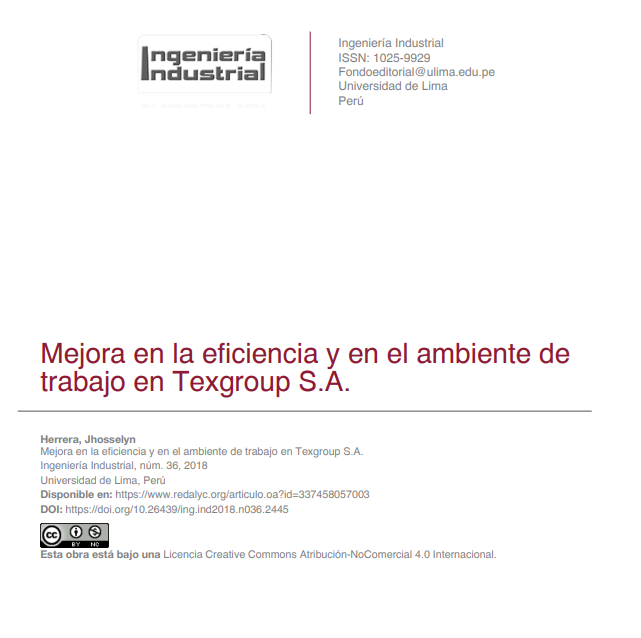 Ingeniería
Industrial
Ingeniería Industrial
ISSN: 1025-9929
Fondoeditorial@ulima.edu.pe
Universidad de Lima
Perú
Mejora en la eficiencia y en el ambiente de
trabajo en Texgroup S.A.
Herrera, Jhosselyn
Mejora en la eficiencia y en el ambiente de trabajo en Texgroup S.A.
Ingeniería Industrial, núm. 36, 2018
Universidad de Lima, Perú
Disponible en: https://www.redalyc.org/articulo.oa?id=337458057003
DOI: https://doi.org/10.26439/ing.ind2018.n036.2445
cc
BY NC
Esta obra está bajo una Licencia Creative Commons Atribución-NoComercial 4.0 Internacional.